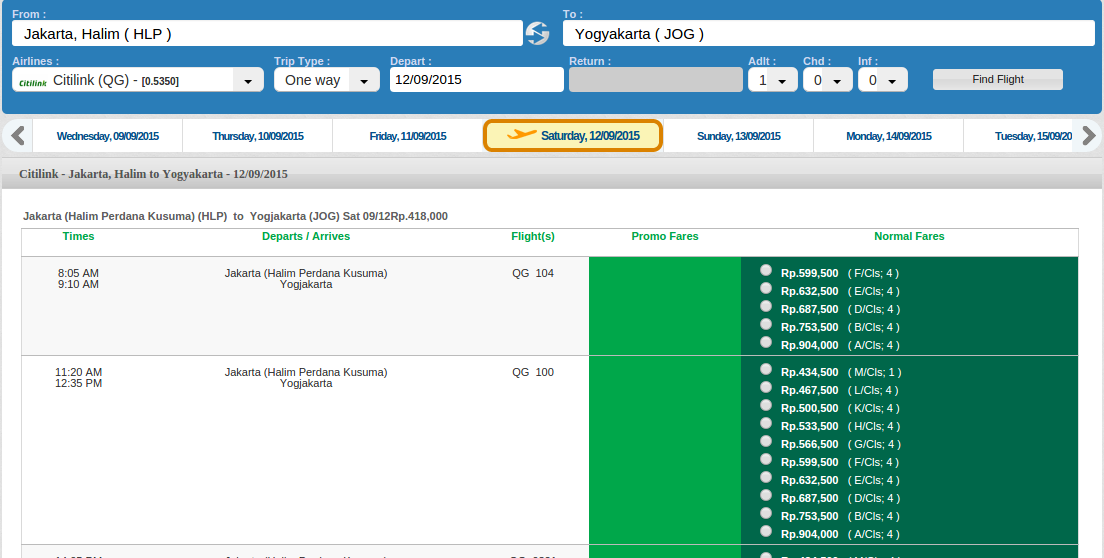 From :
To :
Jakarta, Halim ( HLP )
Yogyakarta ( JOG )
Airlines :
Trip Type :
Depart :
Return :
Adlt :
Chd :
Inf :
Citilink Citilink (QG) - [0.5350]
One way
12/09/2015
1
0
0
Find Flight
Wednesday, 09/09/2015
Thursday, 10/09/2015
Friday, 11/09/2015
Saturday, 12/09/2015
Sunday, 13/09/2015
Monday, 14/09/2015
Tuesday, 15/09/20
Citilink - Jakarta, Halim to Yogyakarta - 12/09/2015
Jakarta (Halim Perdana Kusuma) (HLP) to Yogjakarta (JOG) Sat 09/12Rp.418,000
Times
Departs / Arrives
Flight(s)
Promo Fares
Normal Fares
8:05 AM
9:10 AM
Jakarta (Halim Perdana Kusuma)
Yogjakarta
QG 104
Rp.599,500 ( F/Cls; 4 )
Rp.632,500 ( E/Cls; 4 )
Rp.687,500 ( D/Cls; 4 )
Rp.753,500 ( B/Cls; 4 )
Rp.904,000 ( A/Cls; 4 )
11:20 AM
12:35 PM
Jakarta (Halim Perdana Kusuma)
Yogjakarta
QG 100
Rp.434,500 ( M/Cls; 1 )
Rp.467,500 ( L/Cls; 4 )
Rp.500,500 ( K/Cls; 4 )
Rp.533,500 ( H/Cls; 4 )
Rp.566,500 ( G/Cls; 4 )
Rp.599,500 ( F/Cls; 4 )
Rp.632,500 ( E/Cls; 4 )
Rp.687,500 ( D/Cls; 4 )
Rp.753,500 ( B/Cls; 4 )
Rp.904,000 ( A/Cls; 4 )